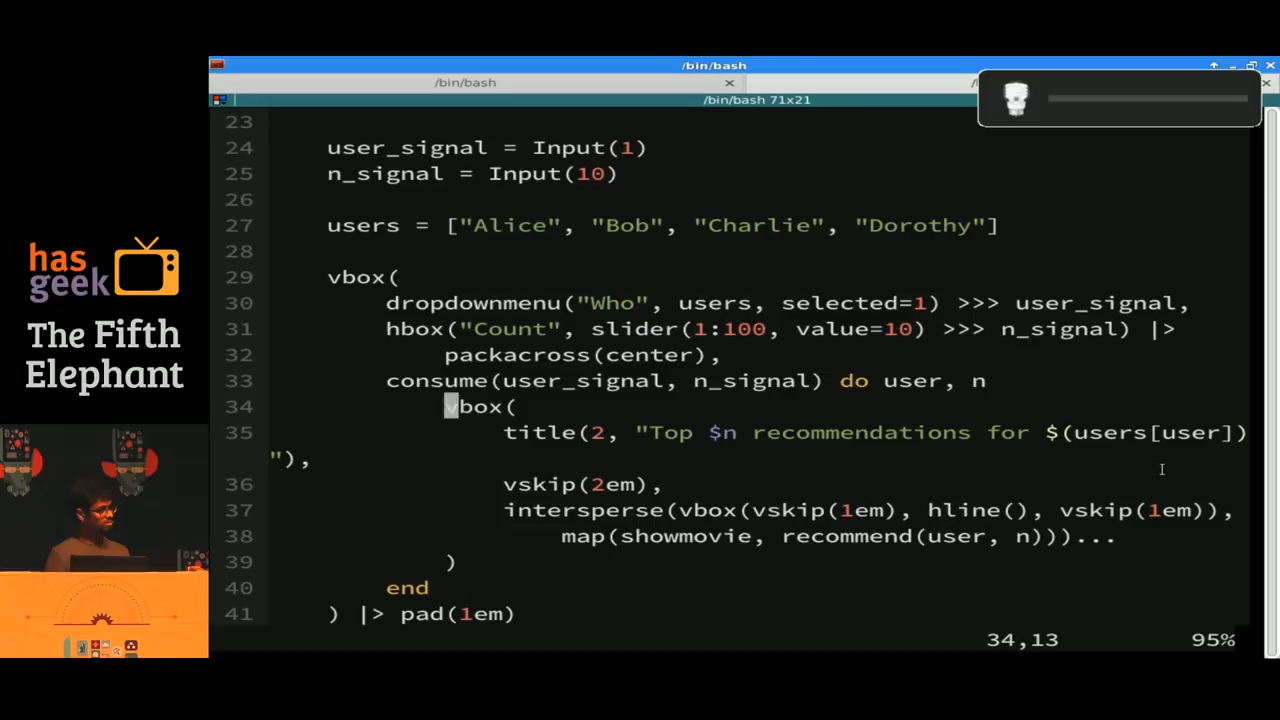 /bin/bash
/bin/bash
/bin/bash 71x21
23
24 user_signal = Input(1)
25 n_signal = Input(10)
26
27 users = ["Alice", "Bob", "Charlie", "Dorothy"]
28
29 vbox(
30 dropdownmenu("Who", users, selected=1) >>> user_signal,
31 hbox("Count", slider(1:100, value=10) >>> n_signal) |>
32 packacross(center),
33 consume(user_signal, n_signal) do user, n
34 vbox(
35 title(2, "Top $n recommendations for $(users[user])
"),
36 vskip(2em),
37 intersperse(vbox(vskip(1em), hline(), vskip(1em)),
38 map(showmovie, recommend(user, n)))...
39 )
40 end
41 ) |> pad(1em)
34,13 95%
has
geek
The Fifth
Elephant